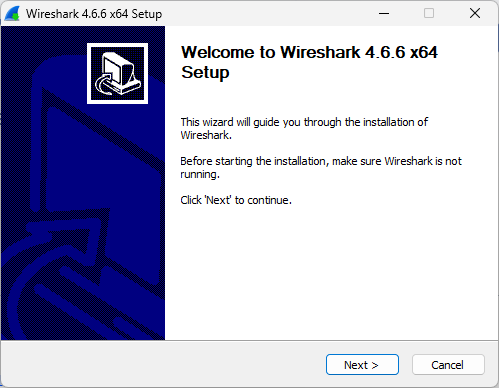 Wireshark 4.6.6 x64 Setup
Welcome to Wireshark 4.6.6 x64
Setup
This wizard will guide you through the installation of
Wireshark.
Before starting the installation, make sure Wireshark is not
running.
Click 'Next' to continue.
Next >
Cancel